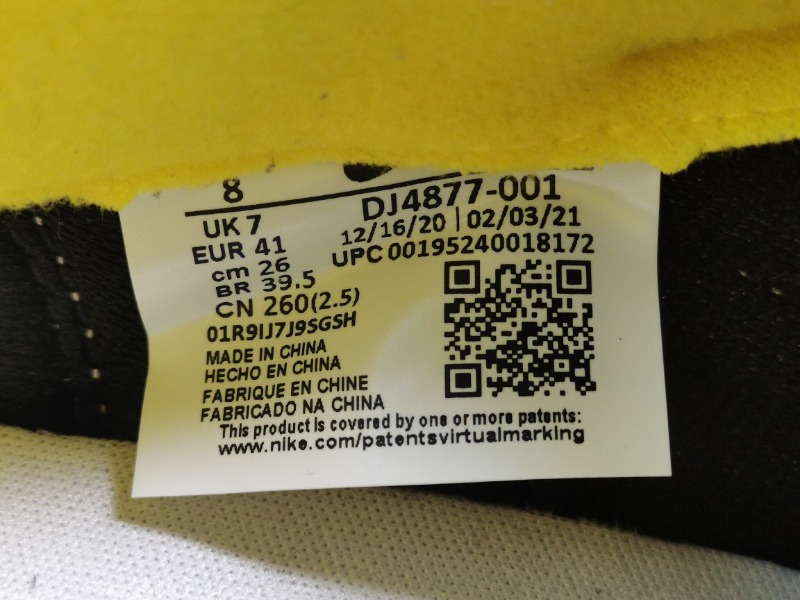 8
UK 7
EUR 41
cm 26
BR 39.5
CN 260(2.5)
01R9IJ7J9SGSH
DJ4877-001
12/16/20 | 02/03/21
UPC 00195240018172
MADE IN CHINA
HECHO EN CHINA
FABRIQUE EN CHINE
FABRICADO NA CHINA
This product is covered by one or more patents:
www.nike.com/patentsvirtualmarking